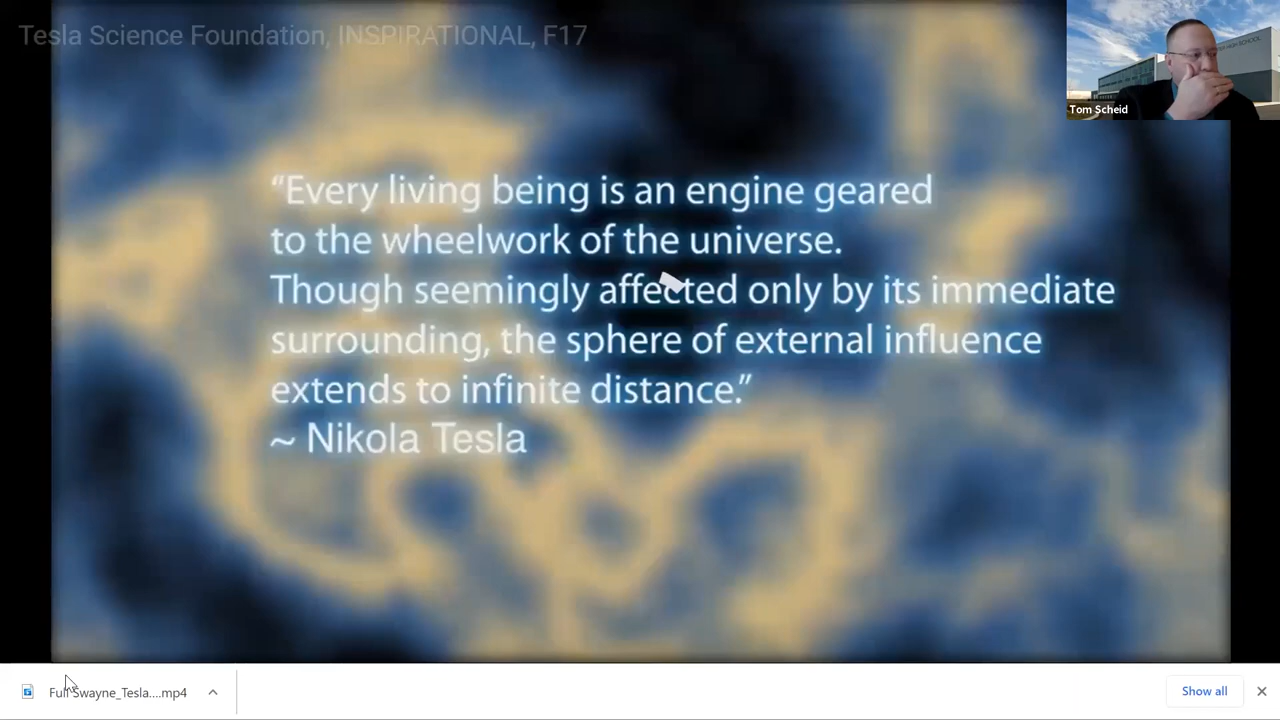 Tesla Science Foundation, INSPIRATIONAL, F17
Tom Scheid
“Every living being is an engine geared
to the wheelwork of the universe.
Though seemingly affected only by its immediate
surrounding, the sphere of external influence
extends to infinite distance.”
~ Nikola Tesla
Full Swayne_Tesla....mp4
Show all